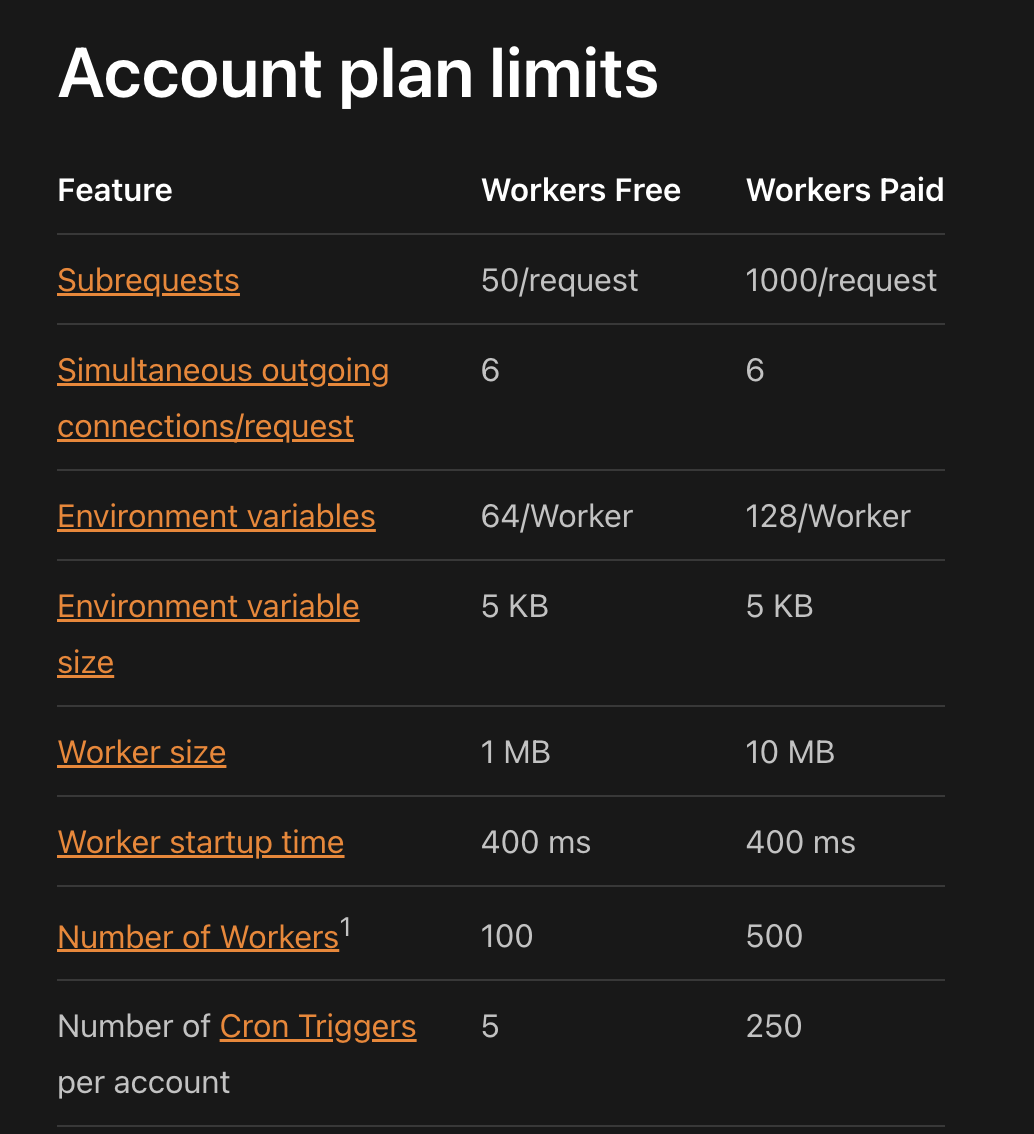 Account plan limits
Feature Workers Free Workers Paid
Subrequests 50/request 1000/request
Simultaneous outgoing 6 6
connections/request
Environment variables 64/Worker 128/Worker
Environment variable 5 KB 5 KB
size
Worker size 1 MB 10 MB
Worker startup time 400 ms 400 ms
Number of Workers1 100 500
Number of Cron Triggers 5 250
per account